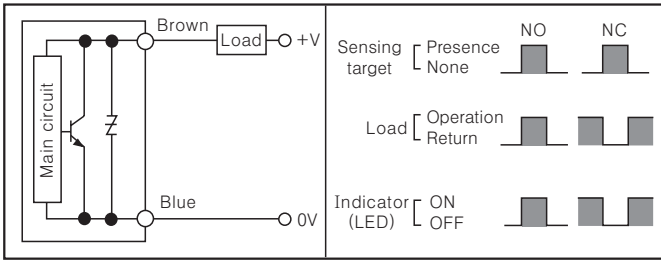 Brown
Load
+V
Main circuit
Blue
0V
NO NC
Sensing target
Presence
None
Load
Operation
Return
Indicator (LED)
ON
OFF